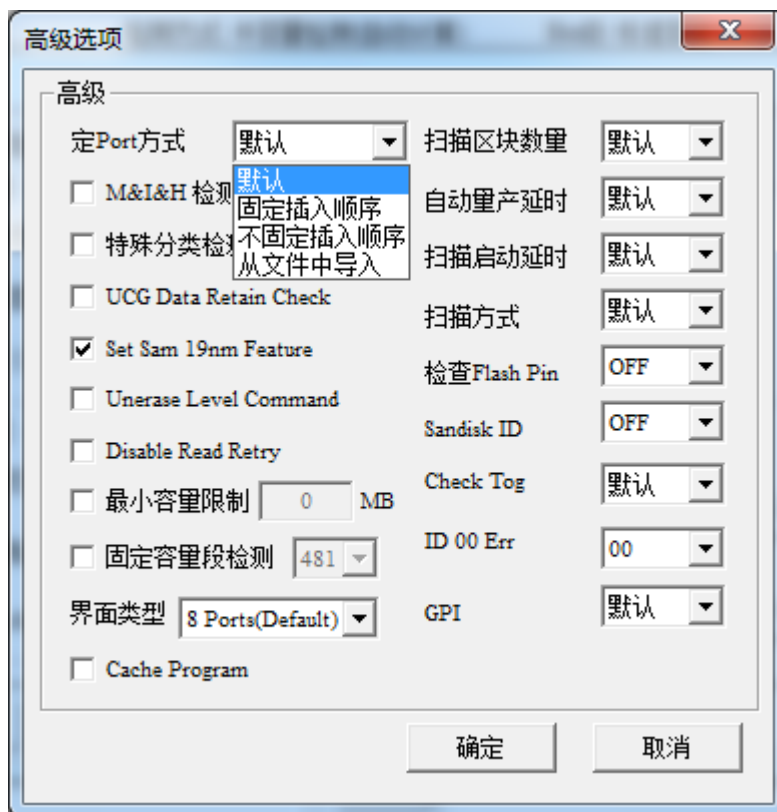 高级选项
高级
定Port方式 默认
默认
固定插入顺序
不固定插入顺序
从文件中导入
M&I&H 检测
特殊分类检
UCG Data Retain Check
Set Sam 19nm Feature
Unerase Level Command
Disable Read Retry
最小容量限制 0 MB
固定容量段检测 481
界面类型 8 Ports(Default)
Cache Program
扫描区块数量 默认
自动量产延时 默认
扫描启动延时 默认
扫描方式 默认
检查Flash Pin OFF
Sandisk ID OFF
Check Tog 默认
ID 00 Err 00
GPI 默认
确定 取消